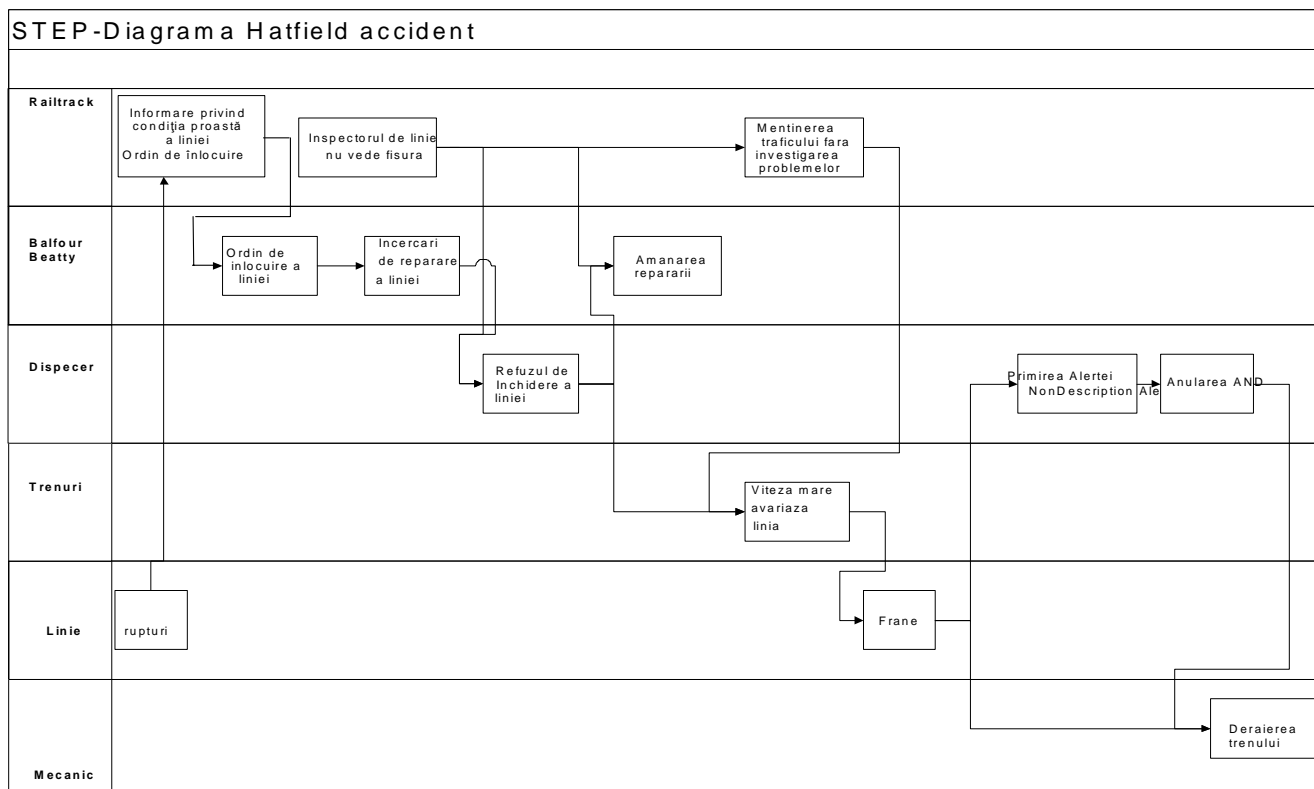 STEP-Diagrama Hatfield accident
Railtrack
Informare privind
condiţia proastă
a liniei
Ordin de înlocuire
Inspectorul de linie
nu vede fisura
Mentinerea
traficului fara
investigarea
problemelor
Balfour
Beatty
Ordin de
inlocuire a
liniei
Incercari
de reparare
a liniei
Amanarea
repararii
Dispecer
Refuzul de
Inchidere a
liniei
Primirea Alertei
NonDescription Ale
Anularea AND
Trenuri
Viteza mare
avariaza
linia
Linie
rupturi
Frane
Deraierea
trenului
Mecanic